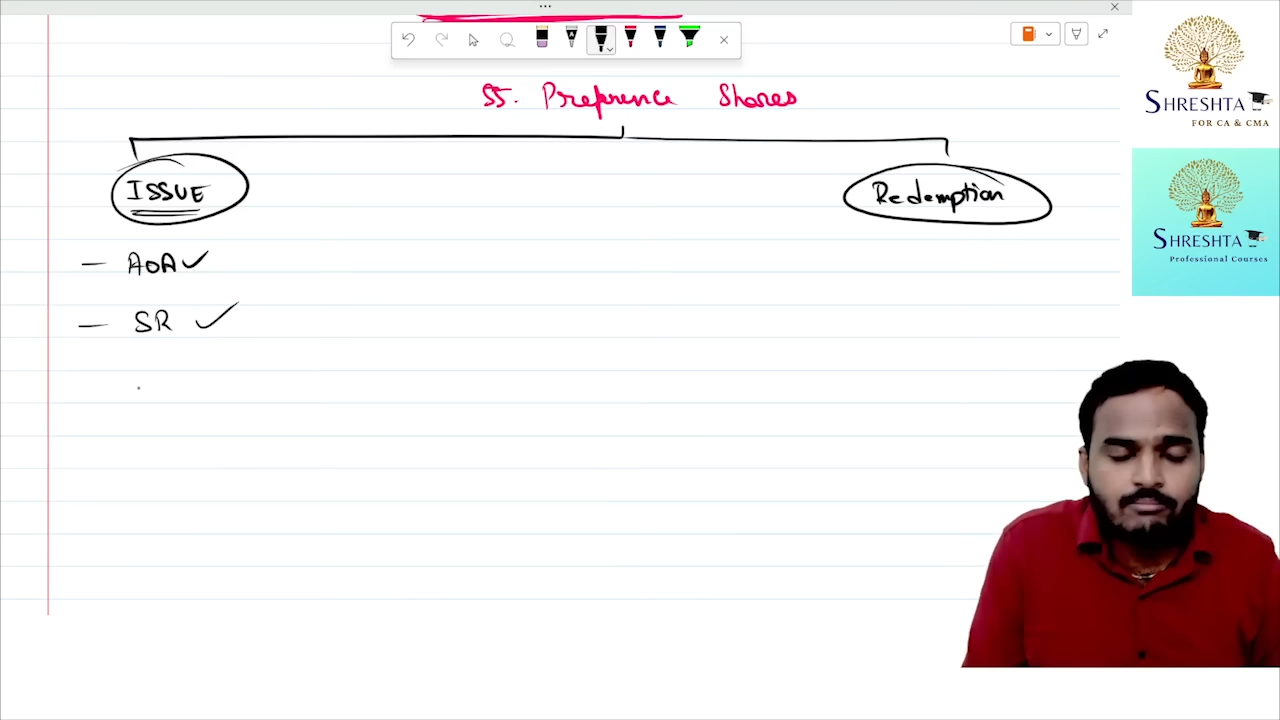 55. Preference Shares
ISSUE
Redemption
- AOA ✓
- SR ✓
SHRESHTA
FOR CA & CMA
SHRESHTA
Professional Courses